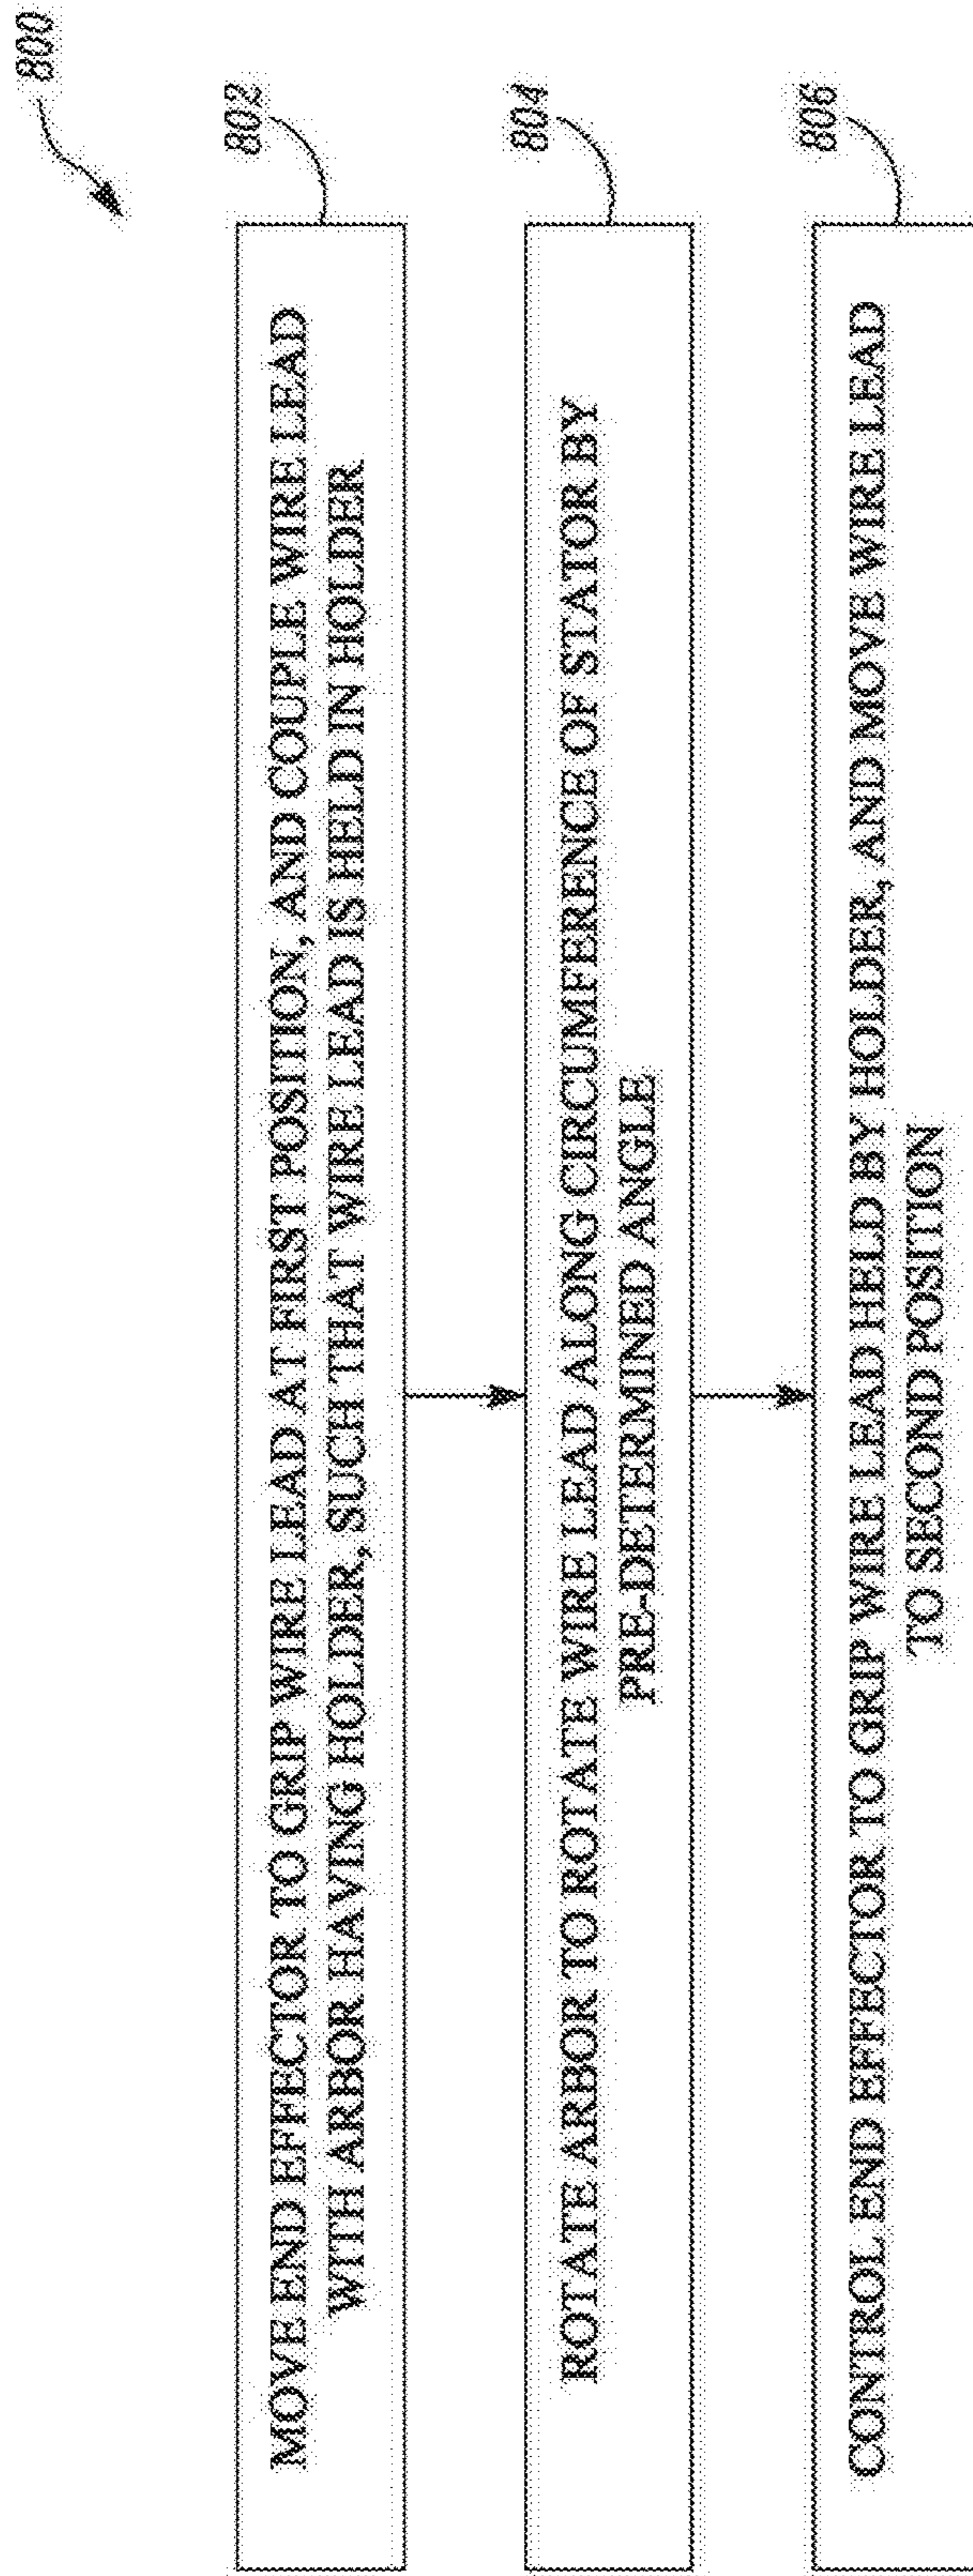 800
802
MOVE END EFFECTOR TO GRIP WIRE LEAD AT FIRST POSITION, AND COUPLE WIRE LEAD
WITH ARBOR HAVING HOLDER, SUCH THAT WIRE LEAD IS HELD IN HOLDER
804
ROTATE ARBOR TO ROTATE WIRE LEAD ALONG CIRCUMFERENCE OF STATOR BY
PRE-DETERMINED ANGLE
806
CONTROL END EFFECTOR TO GRIP WIRE LEAD HELD BY HOLDER, AND MOVE WIRE LEAD
TO SECOND POSITION